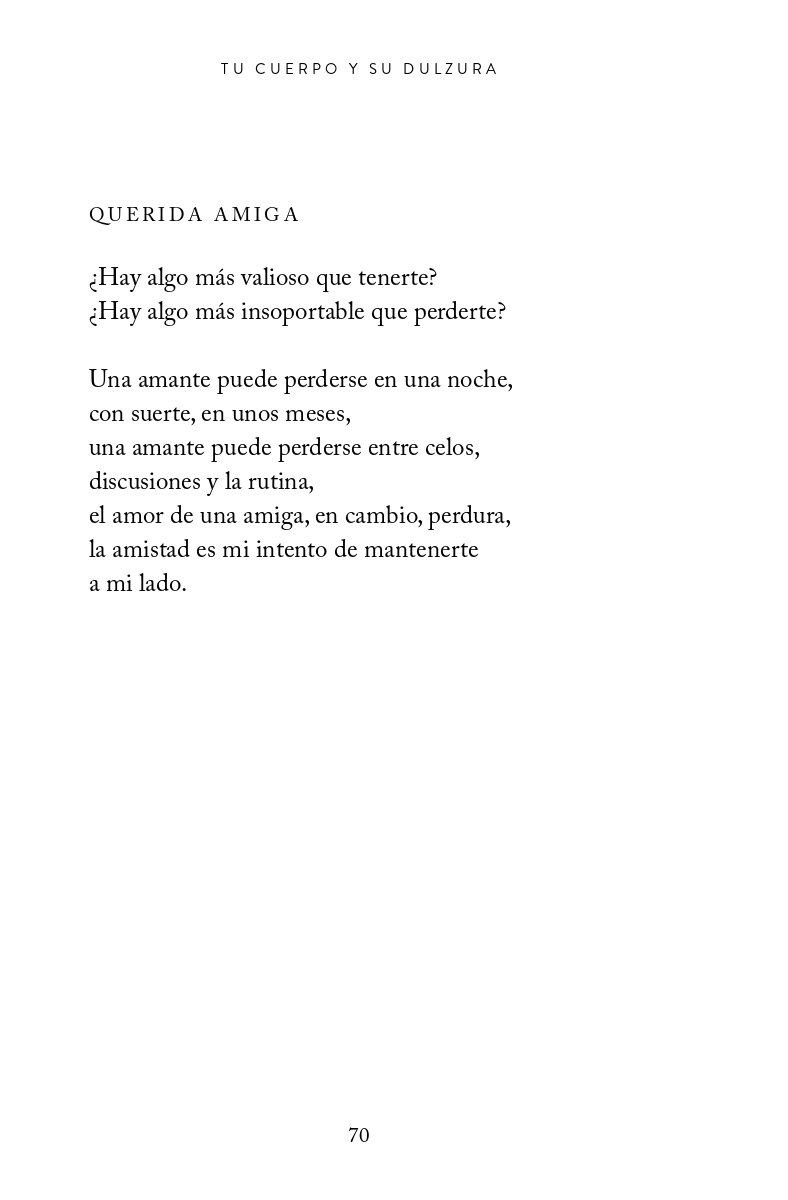 TU CUERPO Y SU DULZURA
QUERIDA AMIGA
¿Hay algo más valioso que tenerte?
¿Hay algo más insoportable que perderte?
Una amante puede perderse en una noche,
con suerte, en unos meses,
una amante puede perderse entre celos,
discusiones y la rutina,
el amor de una amiga, en cambio, perdura,
la amistad es mi intento de mantenerte
a mi lado.
70